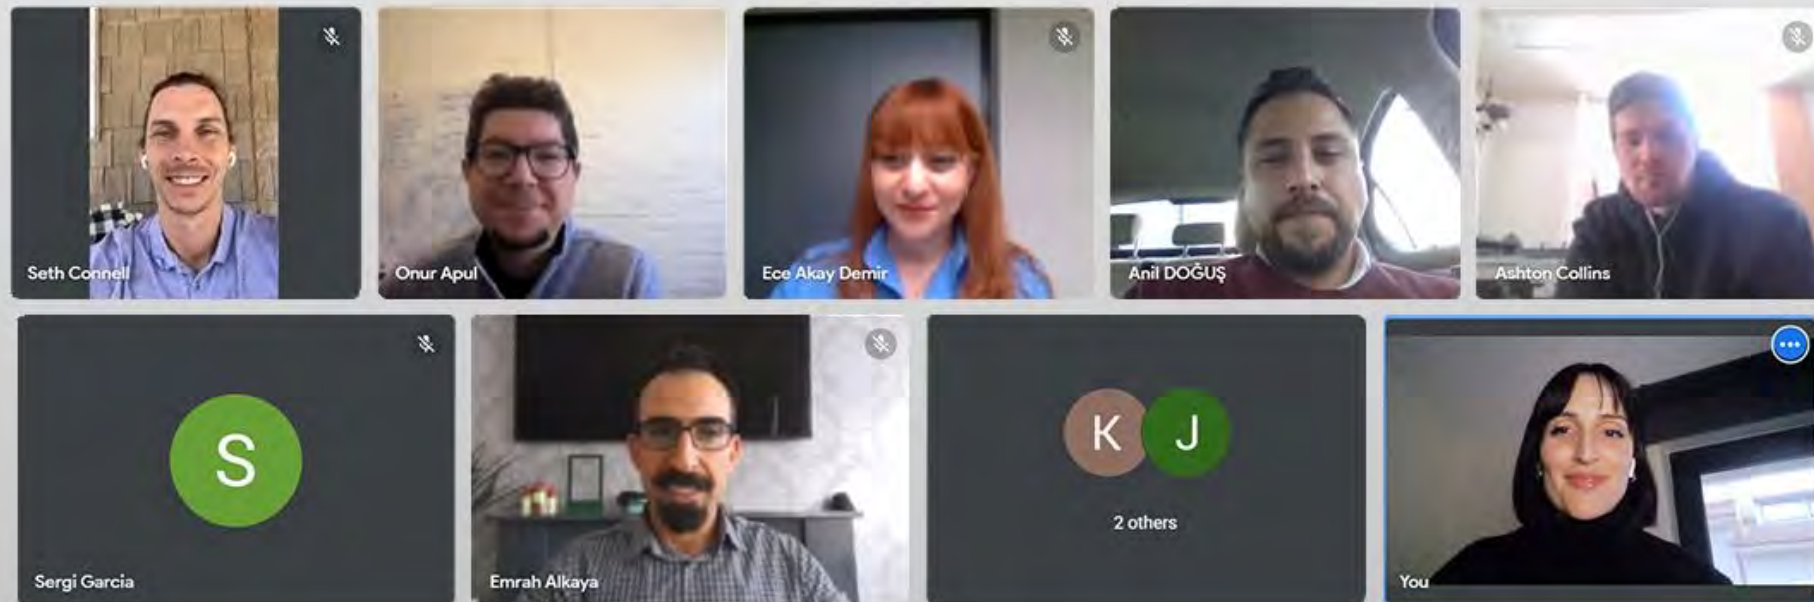 Seth Connell
Onur Apul
Ece Akay Demir
Anil DOĞUŞ
Ashton Collins
S
Sergi Garcia
Emrah Alkaya
K J
2 others
You